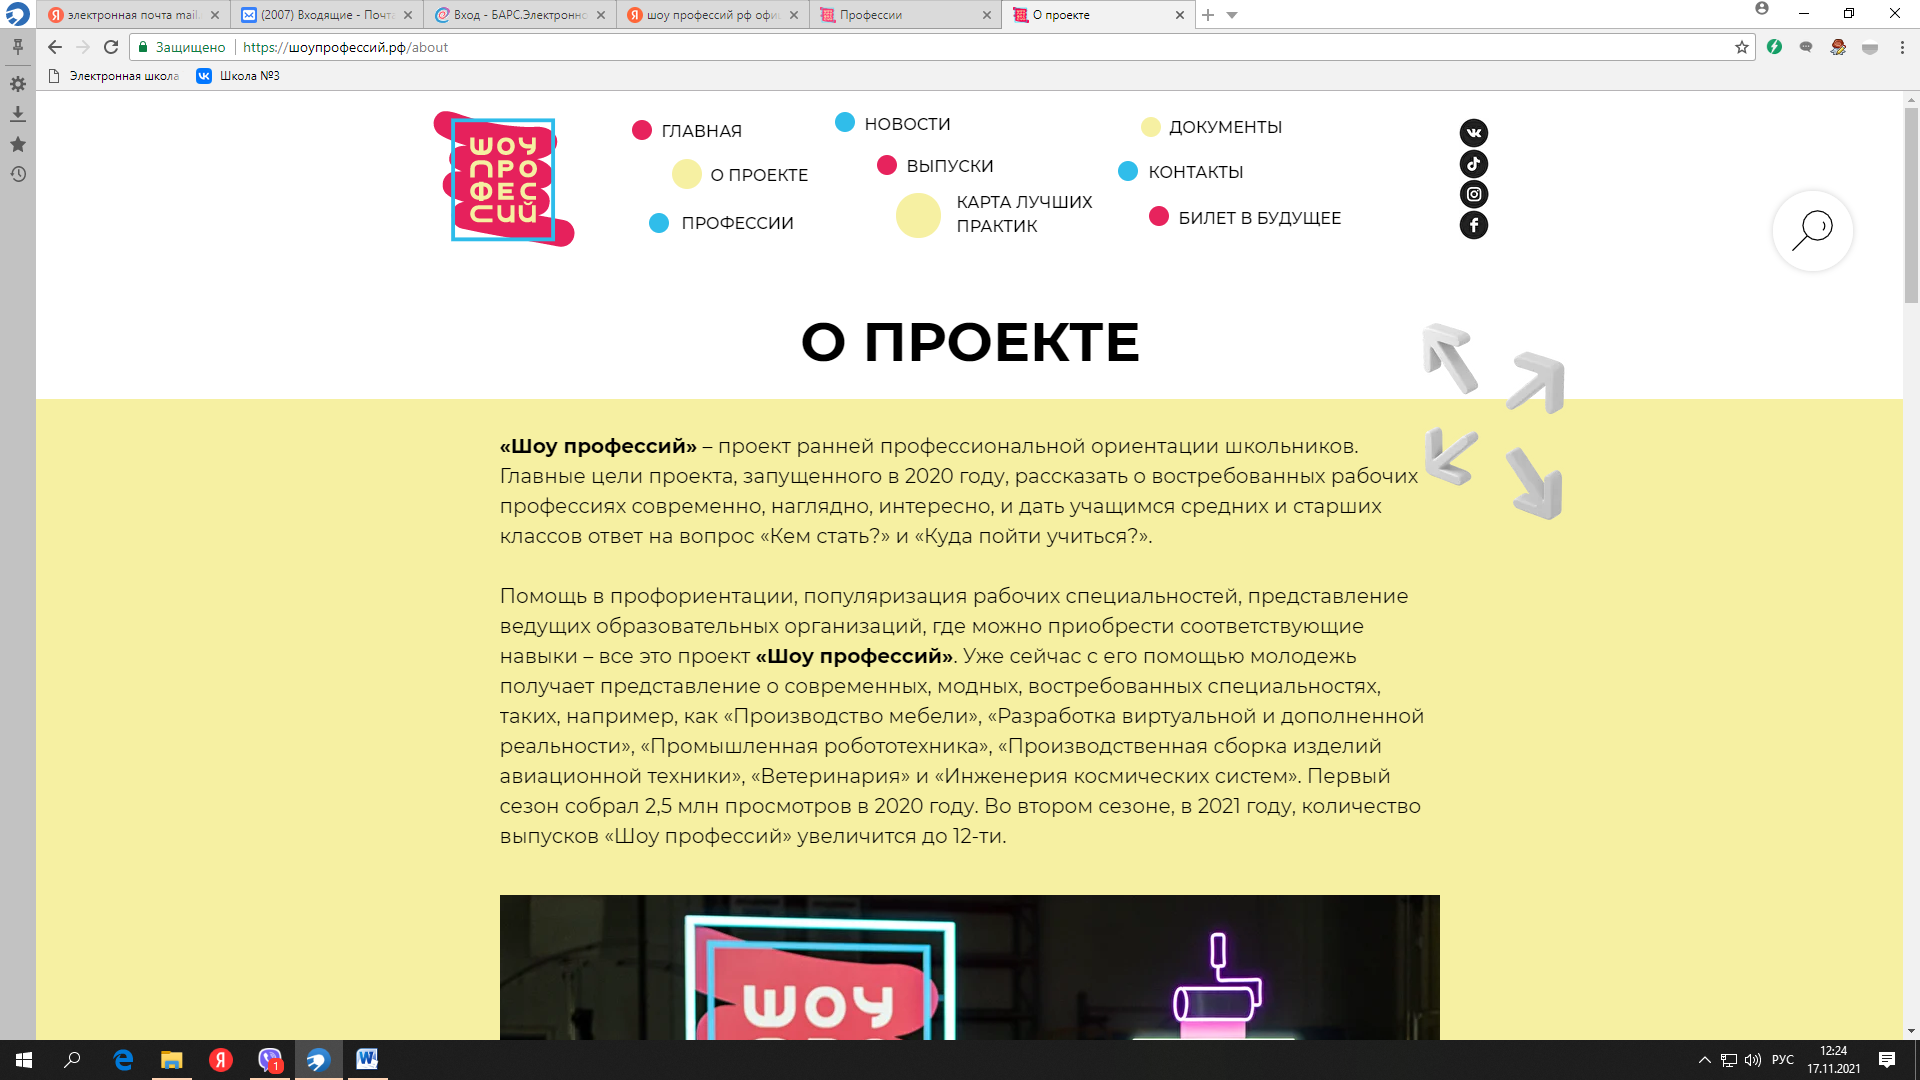 электронная почта mail.
(2007) Входящие - Почта
Вход - БАРС.Электронно
шоу профессий рф офи
Профессии
О проекте
Защищено
https://шоупрофессий.рф/about
Электронная школа
Школа №3
ШОУ
ПРО
ФЕС
СИЙ
ГЛАВНАЯ
О ПРОЕКТЕ
ПРОФЕССИИ
НОВОСТИ
ВЫПУСКИ
КАРТА ЛУЧШИХ
ПРАКТИК
ДОКУМЕНТЫ
КОНТАКТЫ
БИЛЕТ В БУДУЩЕЕ
О ПРОЕКТЕ
«Шоу профессий» – проект ранней профессиональной ориентации школьников.
Главные цели проекта, запущенного в 2020 году, рассказать о востребованных рабочих
профессиях современно, наглядно, интересно, и дать учащимся средних и старших
классов ответ на вопрос «Кем стать?» и «Куда пойти учиться?».
Помощь в профориентации, популяризация рабочих специальностей, представление
ведущих образовательных организаций, где можно приобрести соответствующие
навыки – все это проект «Шоу профессий». Уже сейчас с его помощью молодежь
получает представление о современных, модных, востребованных специальностях,
таких, например, как «Производство мебели», «Разработка виртуальной и дополненной
реальности», «Промышленная робототехника», «Производственная сборка изделий
авиационной техники», «Ветеринария» и «Инженерия космических систем». Первый
сезон собрал 2,5 млн просмотров в 2020 году. Во втором сезоне, в 2021 году, количество
выпусков «Шоу профессий» увеличится до 12-ти.
ШОУ
1
РУС
12:24
17.11.2021